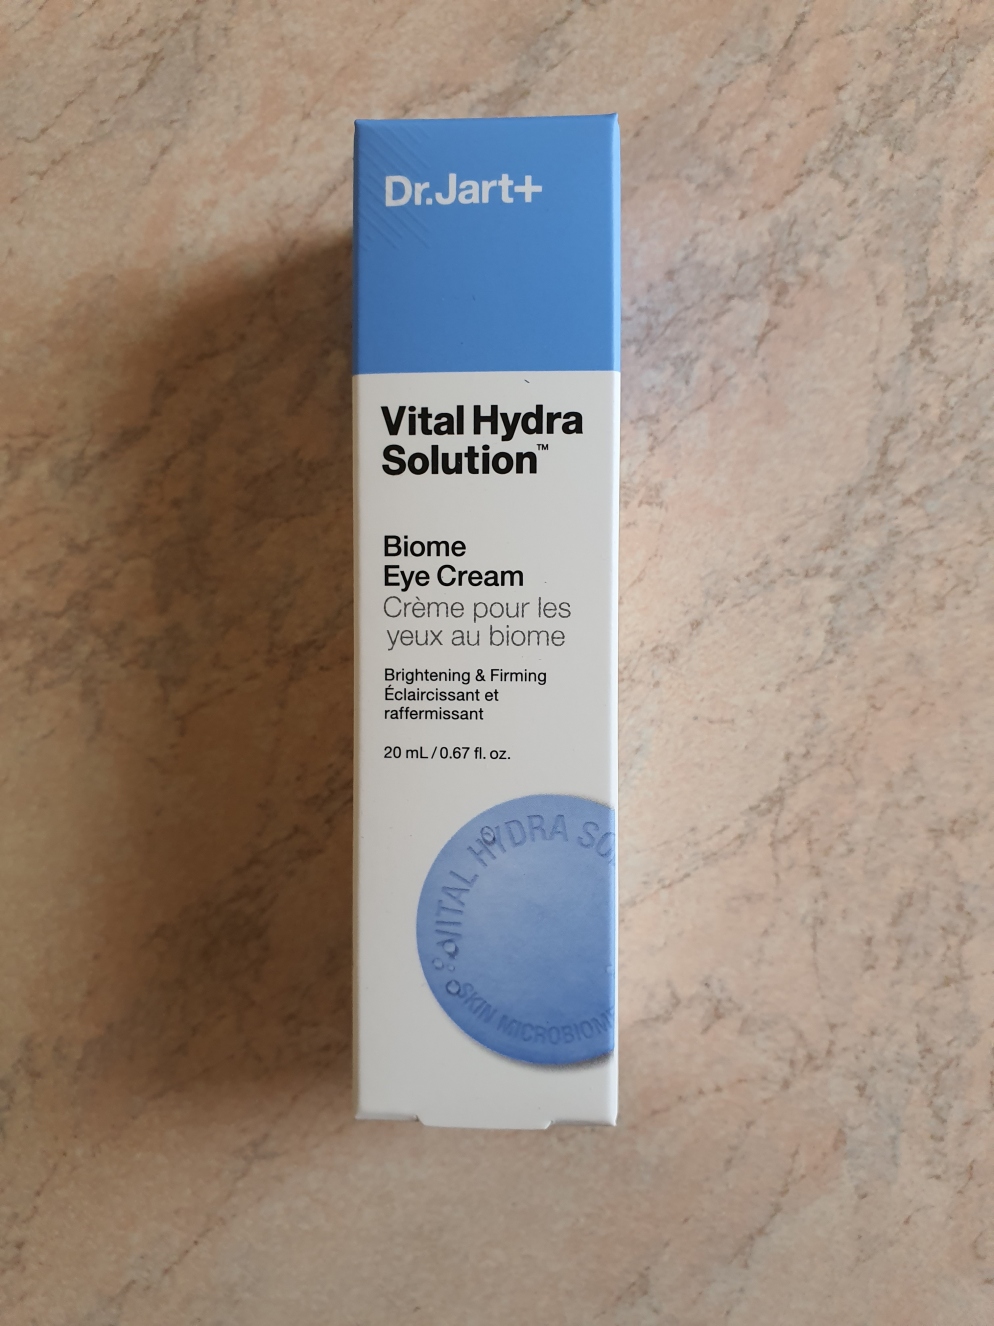 Dr.Jart+
Vital Hydra
Solution™
Biome
Eye Cream
Crème pour les
yeux au biome
Brightening & Firming
Éclaircissant et
raffermissant
20 mL / 0.67 fl. oz.
VITAL HYDRA SO
SKIN MICROBIOME